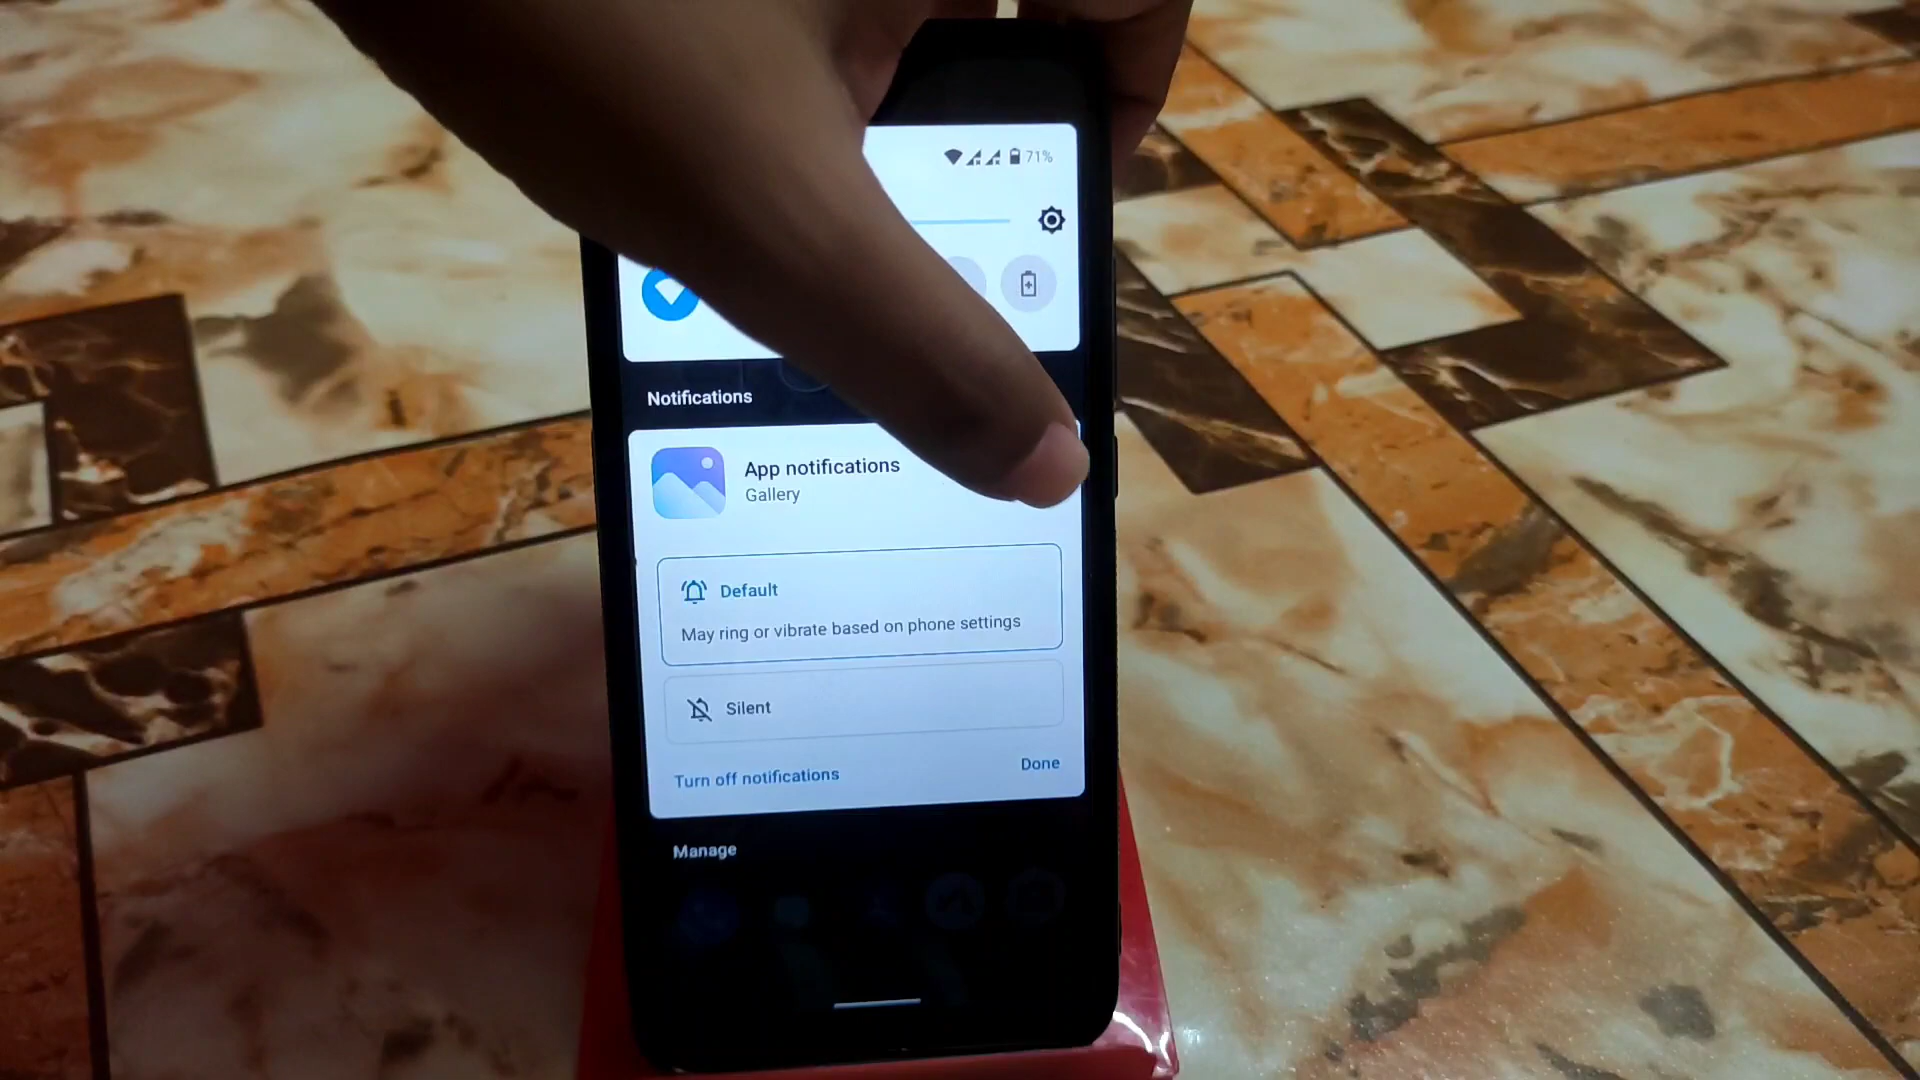 71%
Notifications
App notifications
Gallery
Default
May ring or vibrate based on phone settings
Silent
Turn off notifications
Done
Manage